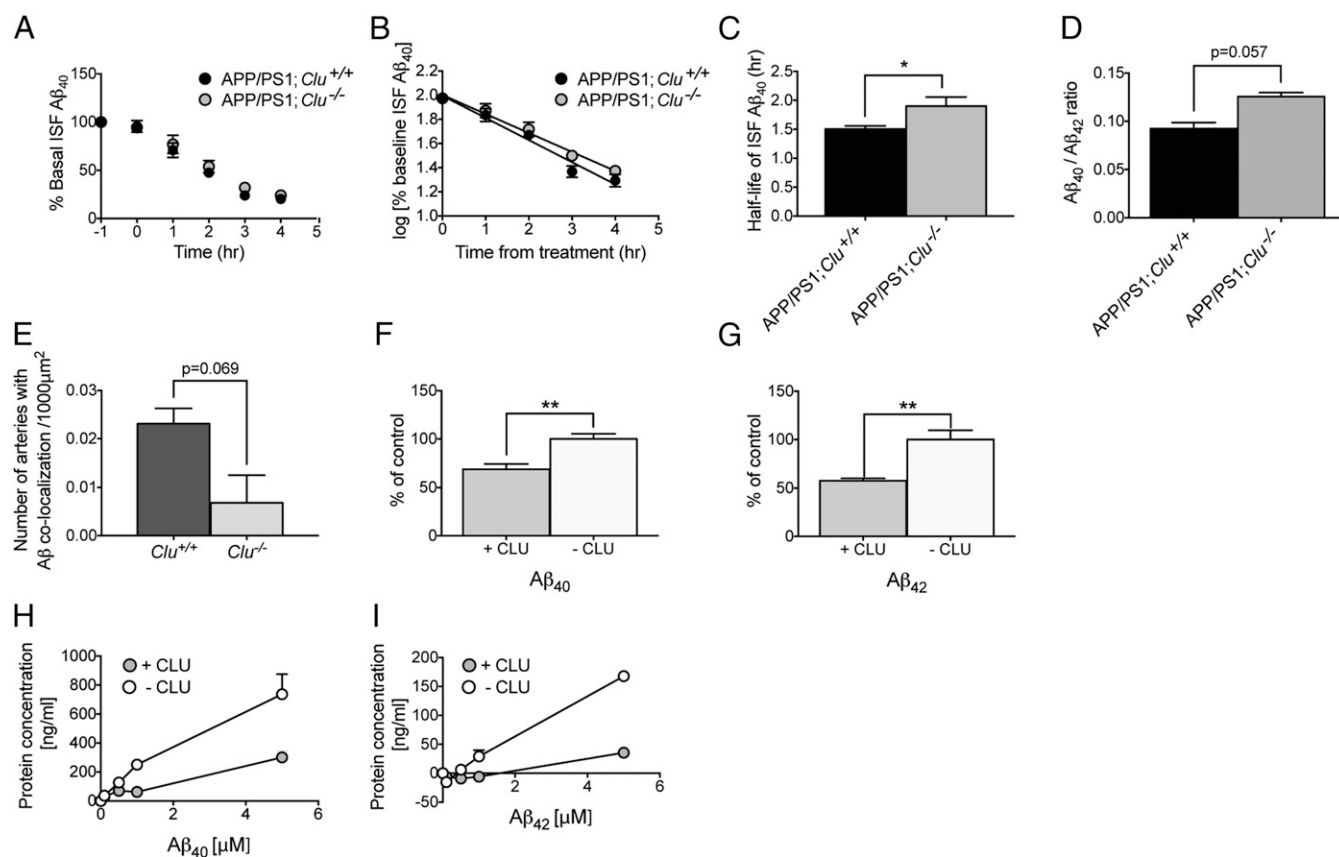 A
% Basal ISF Aβ40
150
100
50
0
-1 0 1 2 3 4 5
Time (hr)
APP/PS1; Clu+/+
APP/PS1; Clu-/-
B
log [% baseline ISF Aβ40]
2.2
2.0
1.8
1.6
1.4
1.2
1.0
0 1 2 3 4 5
Time from treatment (hr)
APP/PS1; Clu+/+
APP/PS1; Clu-/-
C
Half-life of ISF Aβ40 (hr)
2.5
2.0
1.5
1.0
0.5
0.0
*
APP/PS1; Clu+/+
APP/PS1; Clu-/-
D
Aβ40 / Aβ42 ratio
0.15
0.10
0.05
0.00
p=0.057
APP/PS1; Clu+/+
APP/PS1; Clu-/-
E
Number of arteries with
Aβ co-localization /1000µm2
0.03
0.02
0.01
0.00
p=0.069
Clu+/+ Clu-/-
F
% of control
150
100
50
0
**
+ CLU - CLU
Aβ40
G
% of control
150
100
50
0
**
+ CLU - CLU
Aβ42
H
Protein concentration
[ng/ml]
1000
800
600
400
200
0
0 2 4 6
+ CLU
- CLU
Aβ40 [µM]
I
Protein concentration
[ng/ml]
200
150
100
50
0
-50
2 4 6
+ CLU
- CLU
Aβ42 [µM]